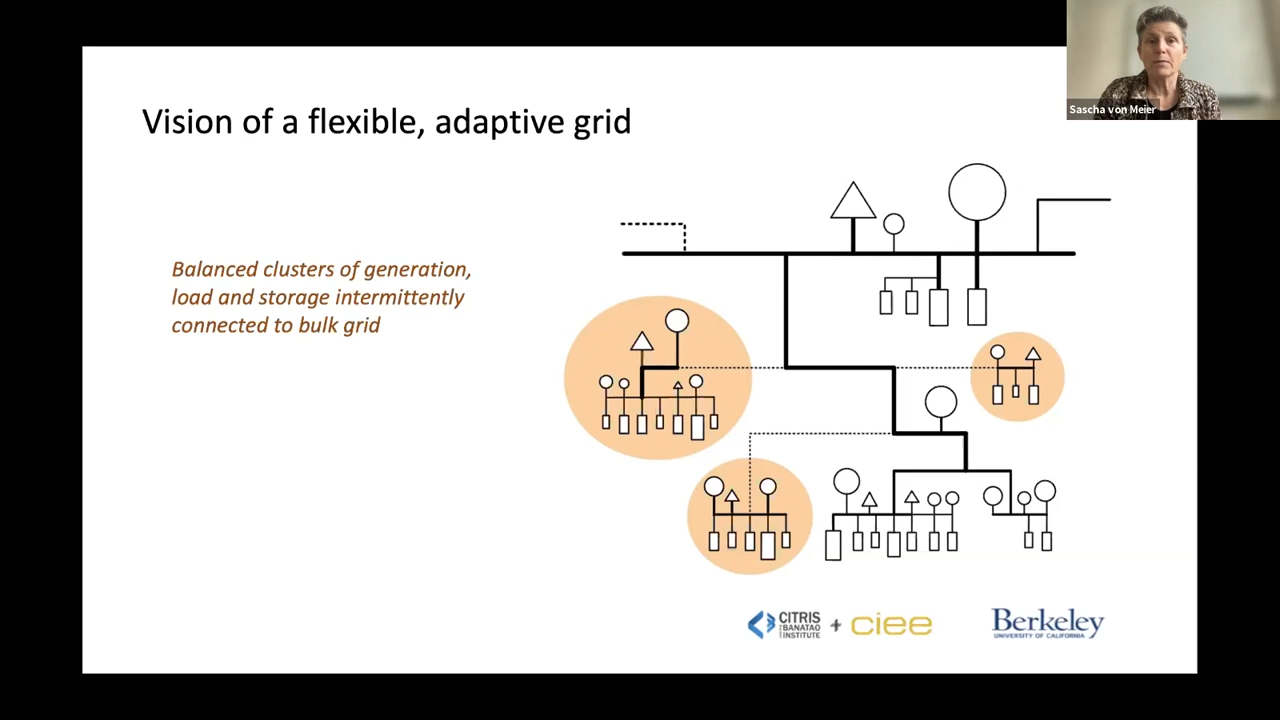 Vision of a flexible, adaptive grid
Sascha von Meier
Balanced clusters of generation,
load and storage intermittently
connected to bulk grid
CITRIS
THE BANATAO
INSTITUTE
+
ciee
Berkeley
UNIVERSITY OF CALIFORNIA